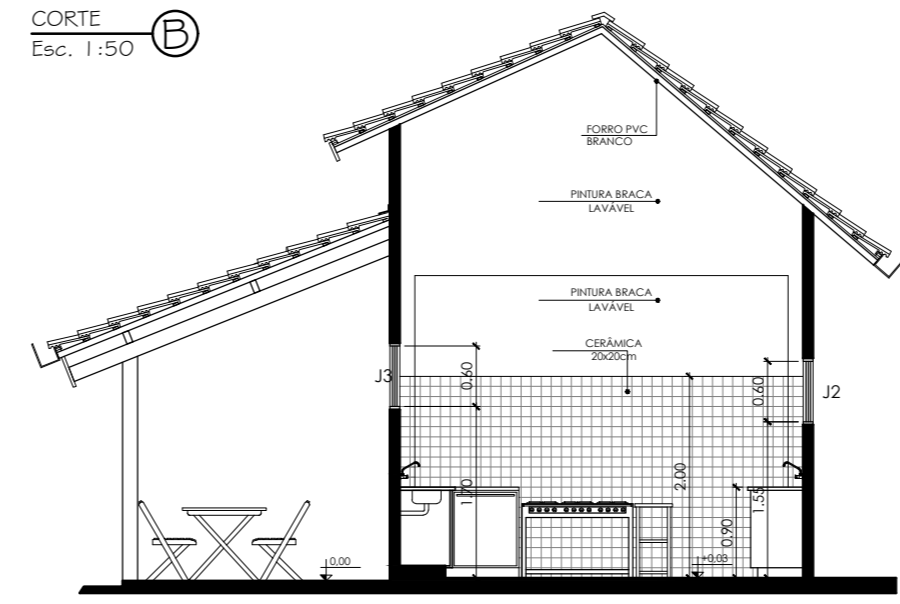 CORTE
Esc. 1:50
B
FORRO PVC
BRANCO
PINTURA BRACA
LAVÁVEL
PINTURA BRACA
LAVÁVEL
CERÂMICA
20x20cm
J3
0.60
0.60
J2
1.70
2.00
0.90
1.55
0,00
+0,03